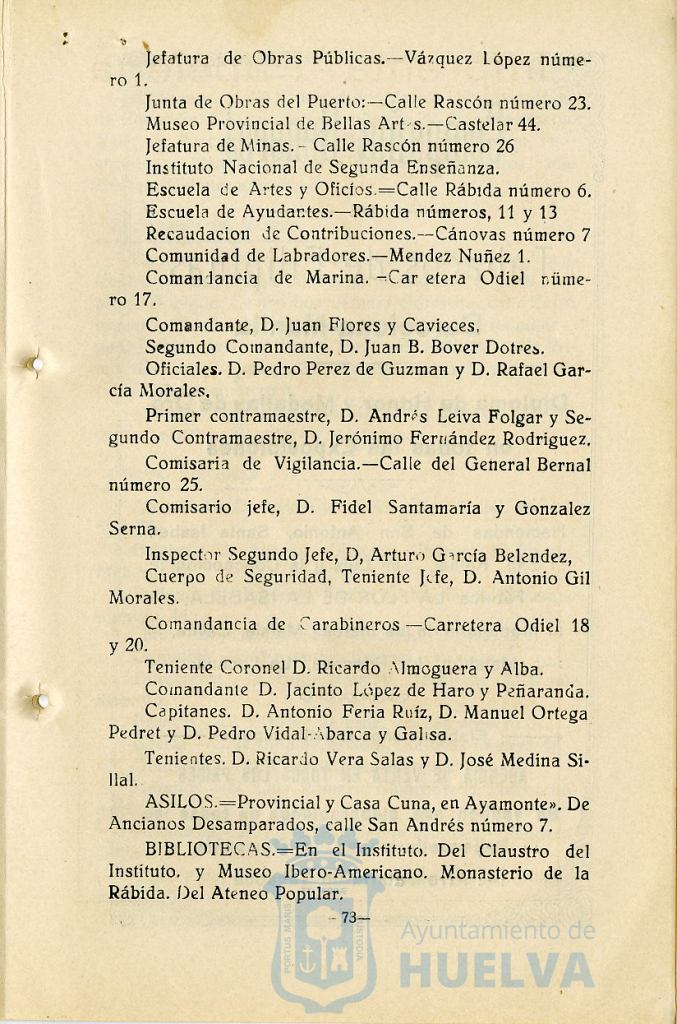 Jefatura de Obras Públicas.—Vázquez López núme-
ro 1.
Junta de Obras del Puerto:—Calle Rascón número 23.
Museo Provincial de Bellas Artes.—Castelar 44.
Jefatura de Minas.- Calle Rascón número 26
Instituto Nacional de Segunda Enseñanza.
Escuela de Artes y Oficios.=Calle Rábida número 6.
Escuela de Ayudantes.—Rábida números, 11 y 13
Recaudacion de Contribuciones.--Cánovas número 7
Comunidad de Labradores.—Mendez Nuñez 1.
Comandancia de Marina. =Carretera Odiel núme-
ro 17.
Comandante, D. Juan Flores y Cavieces,
Segundo Comandante, D. Juan B. Bover Dotres.
Oficiales. D. Pedro Perez de Guzman y D. Rafael Gar-
cía Morales,
Primer contramaestre, D. Andrés Leiva Folgar y Se-
gundo Contramaestre, D. Jerónimo Fernández Rodriguez.
Comisaria de Vigilancia.—Calle del General Bernal
número 25.
Comisario jefe, D. Fidel Santamaría y Gonzalez
Serna.
Inspector Segundo Jefe, D, Arturo García Belendez,
Cuerpo de Seguridad, Teniente Jefe, D. Antonio Gil
Morales.
Comandancia de Carabineros —Carretera Odiel 18
y 20.
Teniente Coronel D. Ricardo Almoguera y Alba.
Comandante D. Jacinto López de Haro y Peñaranda.
Capitanes. D. Antonio Feria Ruíz, D. Manuel Ortega
Pedret y D. Pedro Vidal-Abarca y Galisa.
Tenientes. D. Ricardo Vera Salas y D. José Medina Si-
llal.
ASILOS.=Provincial y Casa Cuna, en Ayamonte». De
Ancianos Desamparados, calle San Andrés número 7.
BIBLIOTECAS.=En el Instituto. Del Claustro del
Instituto. y Museo Ibero-Americano. Monasterio de la
Rábida. Del Ateneo Popular.
- 73—
PORTUS MARIS
CUSTODIA
Ayuntamiento de
HUELVA